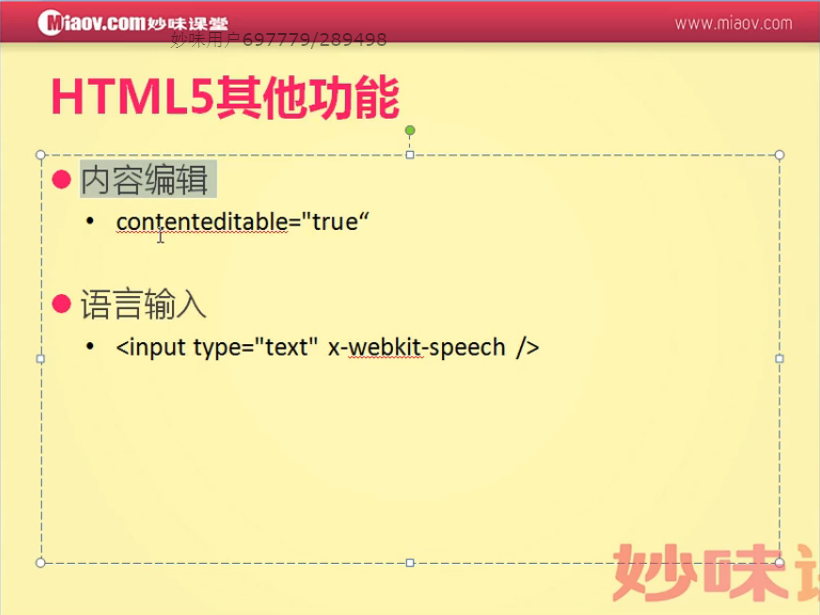 Miaov.com妙味课堂
www.miaov.com
妙味用户697779/289498
HTML5其他功能
内容编辑
• contenteditable="true“
语言输入
• <input type="text" x-webkit-speech />
妙味